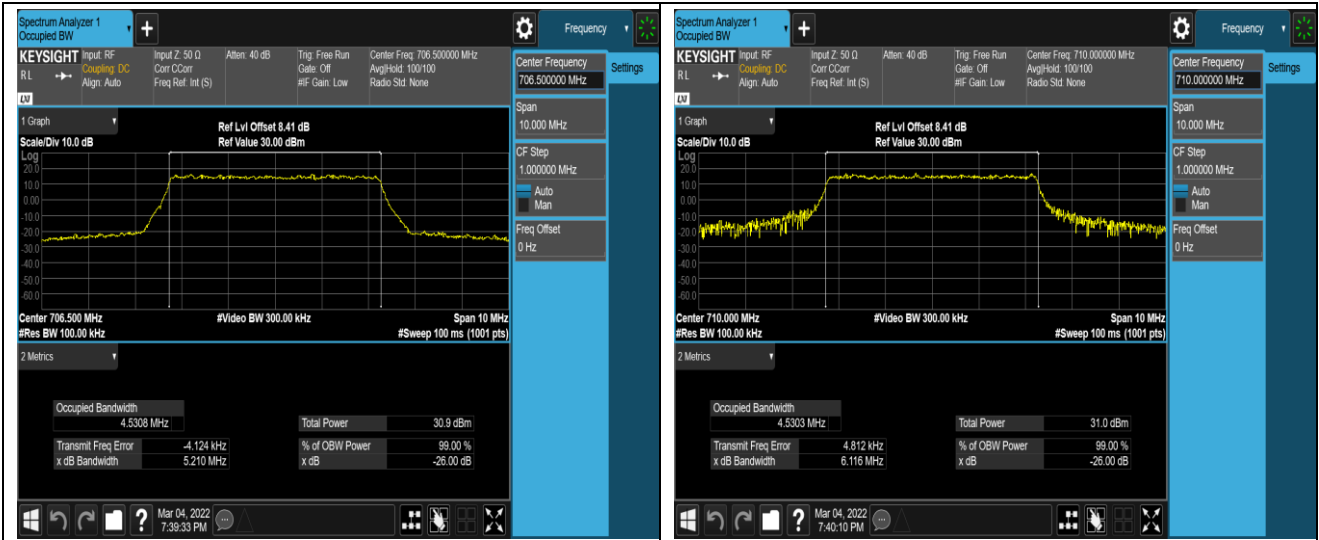 Spectrum Analyzer 1
Occupied BW
+
Frequency
KEYSIGHT
RL
LXI
Input: RF
Coupling: DC
Align: Auto
Input Z: 50 Ω
Corr CCorr
Freq Ref: Int (S)
Atten: 40 dB
Trig: Free Run
Gate: Off
#IF Gain: Low
Center Freq: 706.500000 MHz
Avg|Hold: 100/100
Radio Std: None
Center Frequency
706.500000 MHz
Settings
Span
10.000 MHz
CF Step
1.000000 MHz
Auto
Man
Freq Offset
0 Hz
1 Graph
Scale/Div 10.0 dB
Ref Lvl Offset 8.41 dB
Ref Value 30.00 dBm
Log
20.0
10.0
0.00
-10.0
-20.0
-30.0
-40.0
-50.0
-60.0
Center 706.500 MHz
#Video BW 300.00 kHz
Span 10 MHz
#Res BW 100.00 kHz
#Sweep 100 ms (1001 pts)
2 Metrics
Occupied Bandwidth
4.5308 MHz
Total Power 30.9 dBm
Transmit Freq Error -4.124 kHz
% of OBW Power 99.00 %
x dB Bandwidth 5.210 MHz
x dB -26.00 dB
?
Mar 04, 2022
7:39:33 PM
Spectrum Analyzer 1
Occupied BW
+
Frequency
KEYSIGHT
RL
LXI
Input: RF
Coupling: DC
Align: Auto
Input Z: 50 Ω
Corr CCorr
Freq Ref: Int (S)
Atten: 40 dB
Trig: Free Run
Gate: Off
#IF Gain: Low
Center Freq: 710.000000 MHz
Avg|Hold: 100/100
Radio Std: None
Center Frequency
710.000000 MHz
Settings
Span
10.000 MHz
CF Step
1.000000 MHz
Auto
Man
Freq Offset
0 Hz
1 Graph
Scale/Div 10.0 dB
Ref Lvl Offset 8.41 dB
Ref Value 30.00 dBm
Log
20.0
10.0
0.00
-10.0
-20.0
-30.0
-40.0
-50.0
-60.0
Center 710.000 MHz
#Video BW 300.00 kHz
Span 10 MHz
#Res BW 100.00 kHz
#Sweep 100 ms (1001 pts)
2 Metrics
Occupied Bandwidth
4.5303 MHz
Total Power 31.0 dBm
Transmit Freq Error 4.812 kHz
% of OBW Power 99.00 %
x dB Bandwidth 6.116 MHz
x dB -26.00 dB
?
Mar 04, 2022
7:40:10 PM